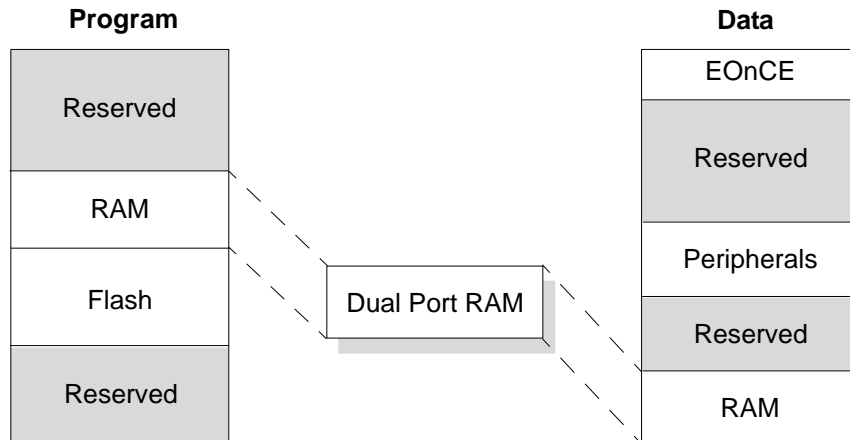 Program
Reserved
RAM
Flash
Reserved
Dual Port RAM
Data
EOnCE
Reserved
Peripherals
Reserved
RAM